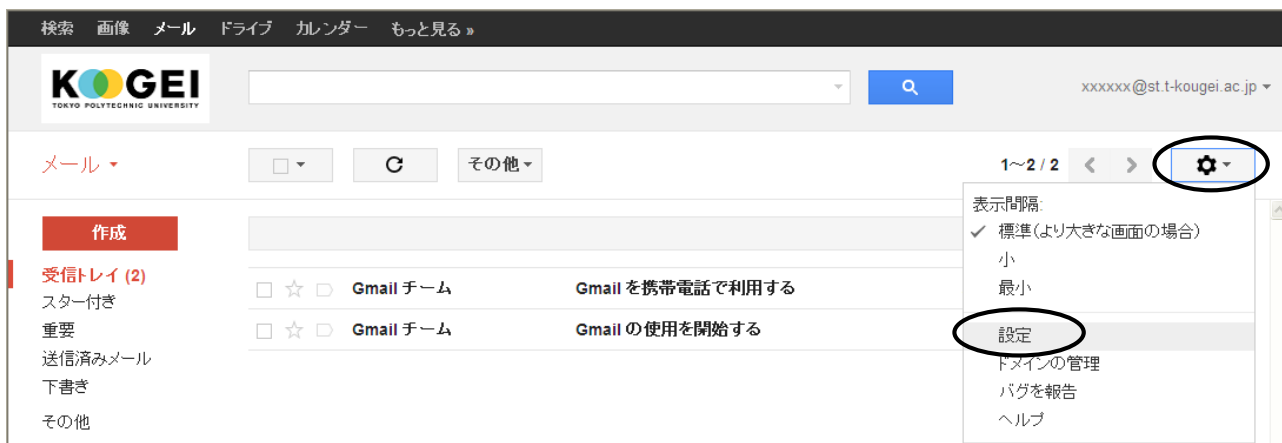 検索 画像 メール ドライブ カレンダー もっと見る »
KOGEI
TOKYO POLYTECHNIC UNIVERSITY
xxxxxx@st.t-kougei.ac.jp
メール
その他
1～2 / 2
作成
表示間隔:
✓ 標準(より大きな画面の場合)
小
最小
設定
ドメインの管理
バグを報告
ヘルプ
受信トレイ (2)
スター付き
重要
送信済みメール
下書き
その他
Gmail チーム Gmail を携帯電話で利用する
Gmail チーム Gmail の使用を開始する